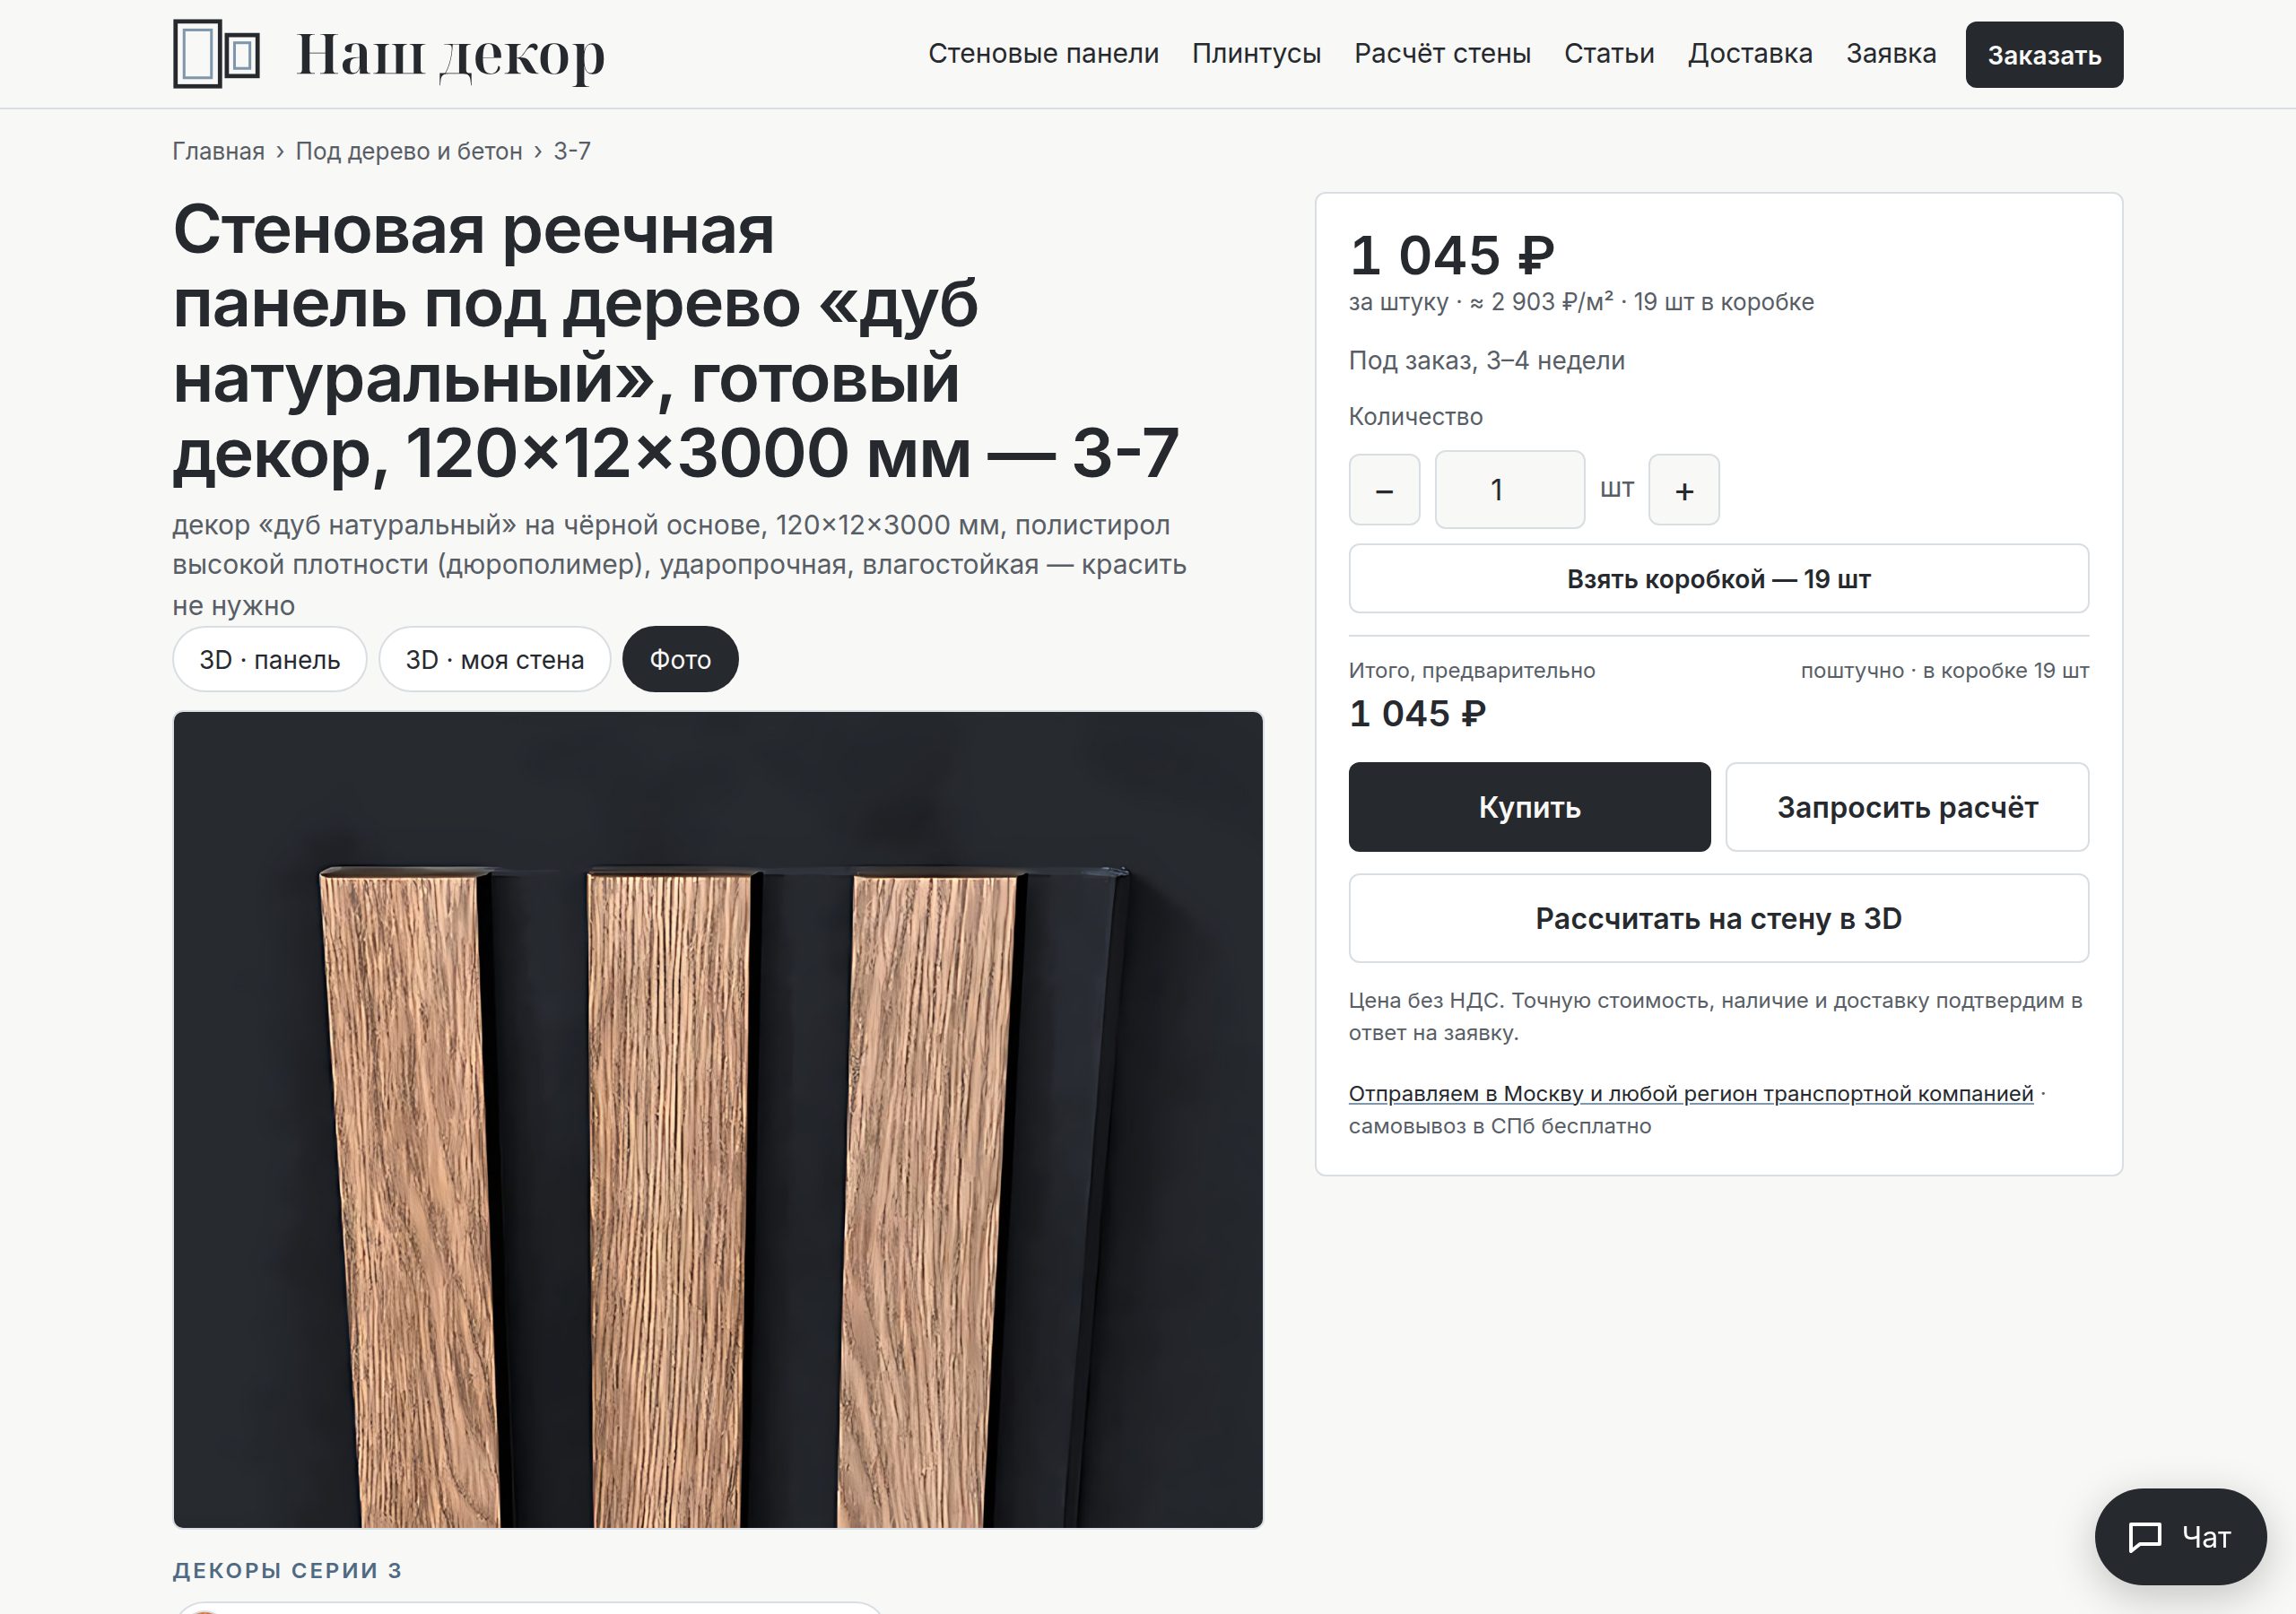 Наш декор
Стеновые панели Плинтусы Расчёт стены Статьи Доставка Заявка Заказать
Главная › Под дерево и бетон › 3-7
Стеновая реечная
панель под дерево «дуб
натуральный», готовый
декор, 120×12×3000 мм — 3-7
декор «дуб натуральный» на чёрной основе, 120×12×3000 мм, полистирол
высокой плотности (дюрополимер), ударопрочная, влагостойкая — красить
не нужно
3D · панель 3D · моя стена Фото
ДЕКОРЫ СЕРИИ 3
1 045 ₽
за штуку · ≈ 2 903 ₽/м² · 19 шт в коробке
Под заказ, 3–4 недели
Количество
− 1 шт +
Взять коробкой — 19 шт
Итого, предварительно поштучно · в коробке 19 шт
1 045 ₽
Купить Запросить расчёт
Рассчитать на стену в 3D
Цена без НДС. Точную стоимость, наличие и доставку подтвердим в
ответ на заявку.
Отправляем в Москву и любой регион транспортной компанией ·
самовывоз в СПб бесплатно
Чат